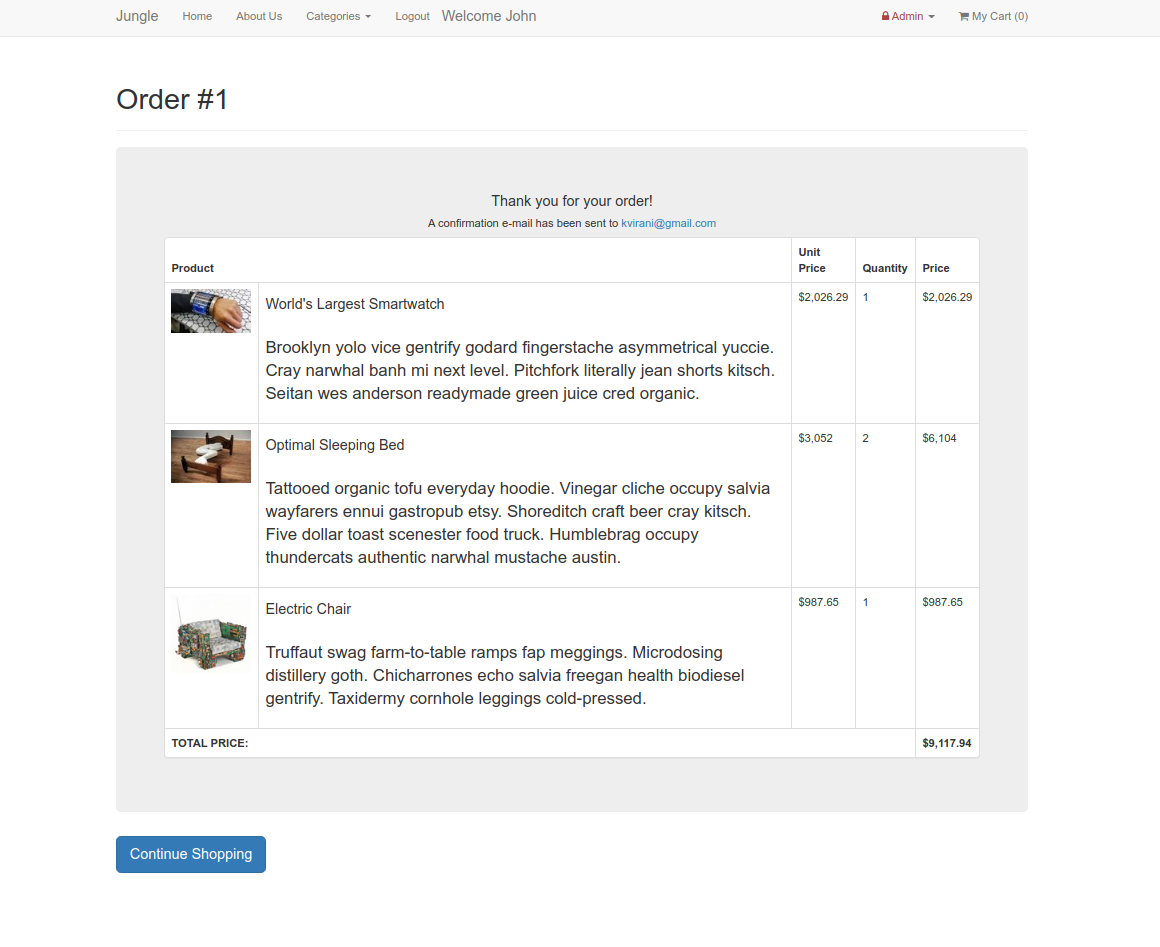 Jungle Home About Us Categories Logout Welcome John Admin My Cart (0)
Order #1
Thank you for your order!
A confirmation e-mail has been sent to kvirani@gmail.com
Product Unit Price Quantity Price
World's Largest Smartwatch $2,026.29 1 $2,026.29
Brooklyn yolo vice gentrify godard fingerstache asymmetrical yuccie.
Cray narwhal banh mi next level. Pitchfork literally jean shorts kitsch.
Seitan wes anderson readymade green juice cred organic.
Optimal Sleeping Bed $3,052 2 $6,104
Tattooed organic tofu everyday hoodie. Vinegar cliche occupy salvia
wayfarers ennui gastropub etsy. Shoreditch craft beer cray kitsch.
Five dollar toast scenester food truck. Humblebrag occupy
thundercats authentic narwhal mustache austin.
Electric Chair $987.65 1 $987.65
Truffaut swag farm-to-table ramps fap meggings. Microdosing
distillery goth. Chicharrones echo salvia freegan health biodiesel
gentrify. Taxidermy cornhole leggings cold-pressed.
TOTAL PRICE: $9,117.94
Continue Shopping